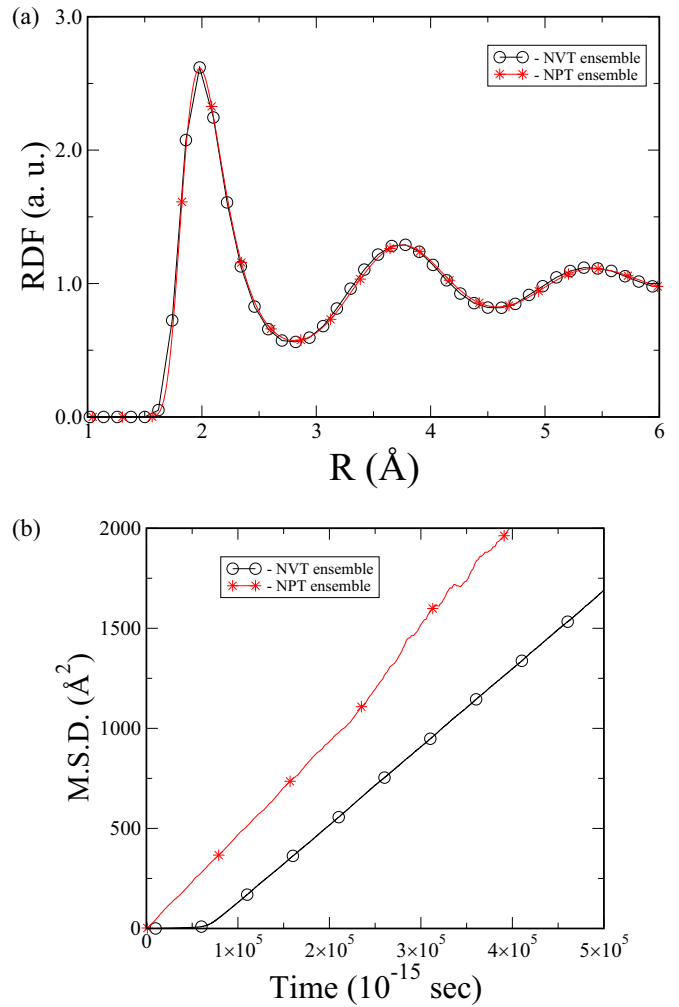 (a)
3.0
2.0
1.0
0.0
RDF (a. u.)
- NVT ensemble
- NPT ensemble
1 2 3 4 5 6
R (Å)
(b)
2000
1500
1000
500
0
M.S.D. (Å²)
- NVT ensemble
- NPT ensemble
0 1×10⁵ 2×10⁵ 3×10⁵ 4×10⁵ 5×10⁵
Time (10⁻¹⁵ sec)